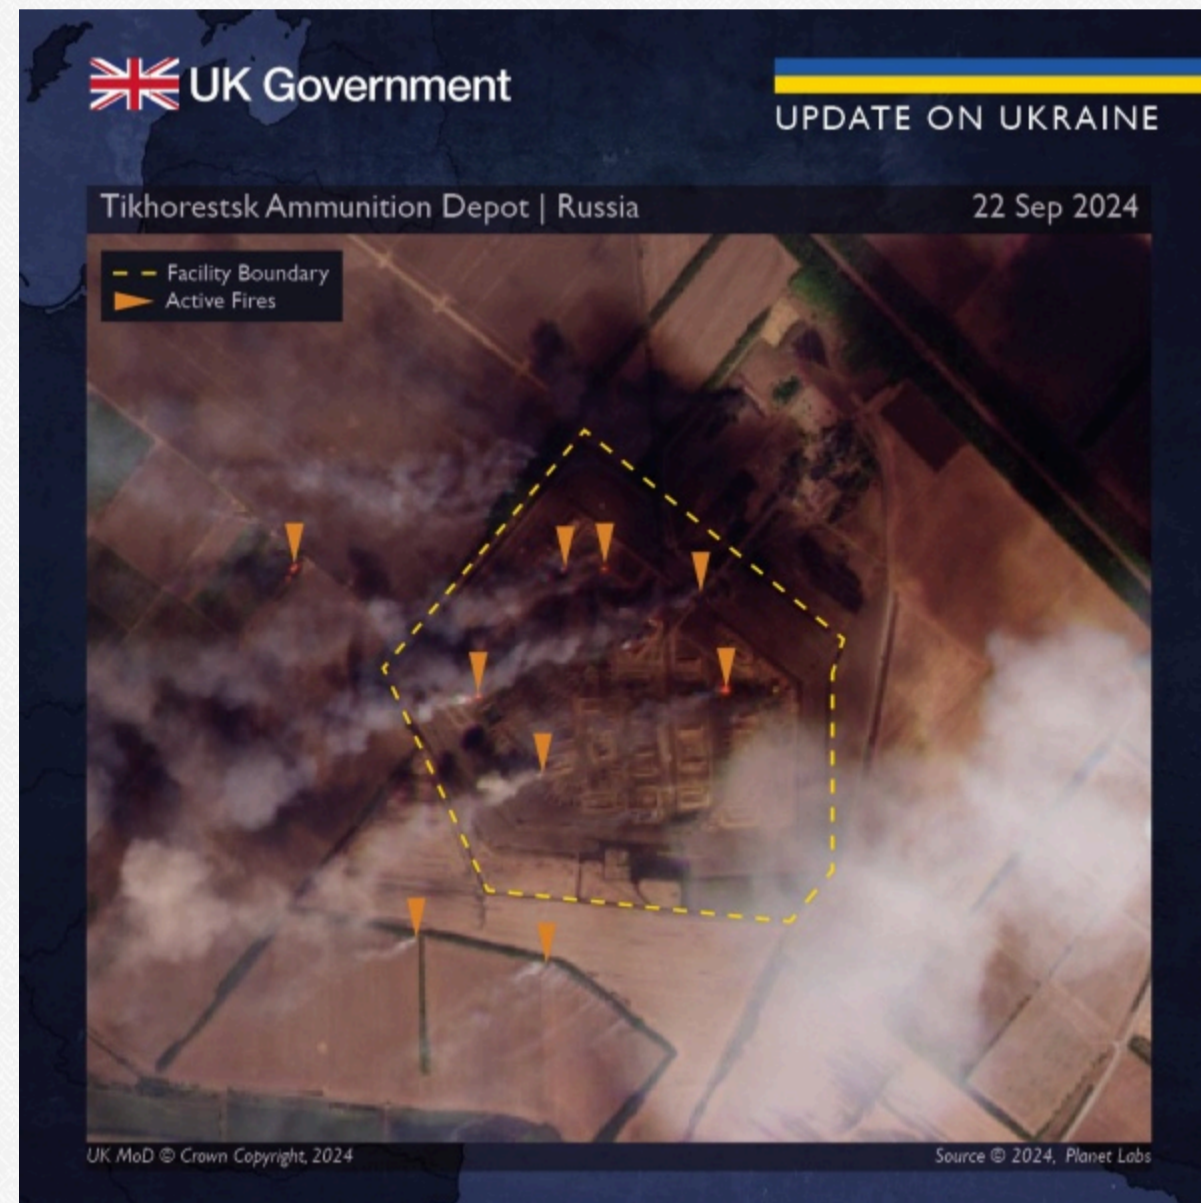 UK Government
UPDATE ON UKRAINE
Tikhorestsk Ammunition Depot | Russia
22 Sep 2024
Facility Boundary
Active Fires
UK MoD © Crown Copyright, 2024
Source © 2024, Planet Labs